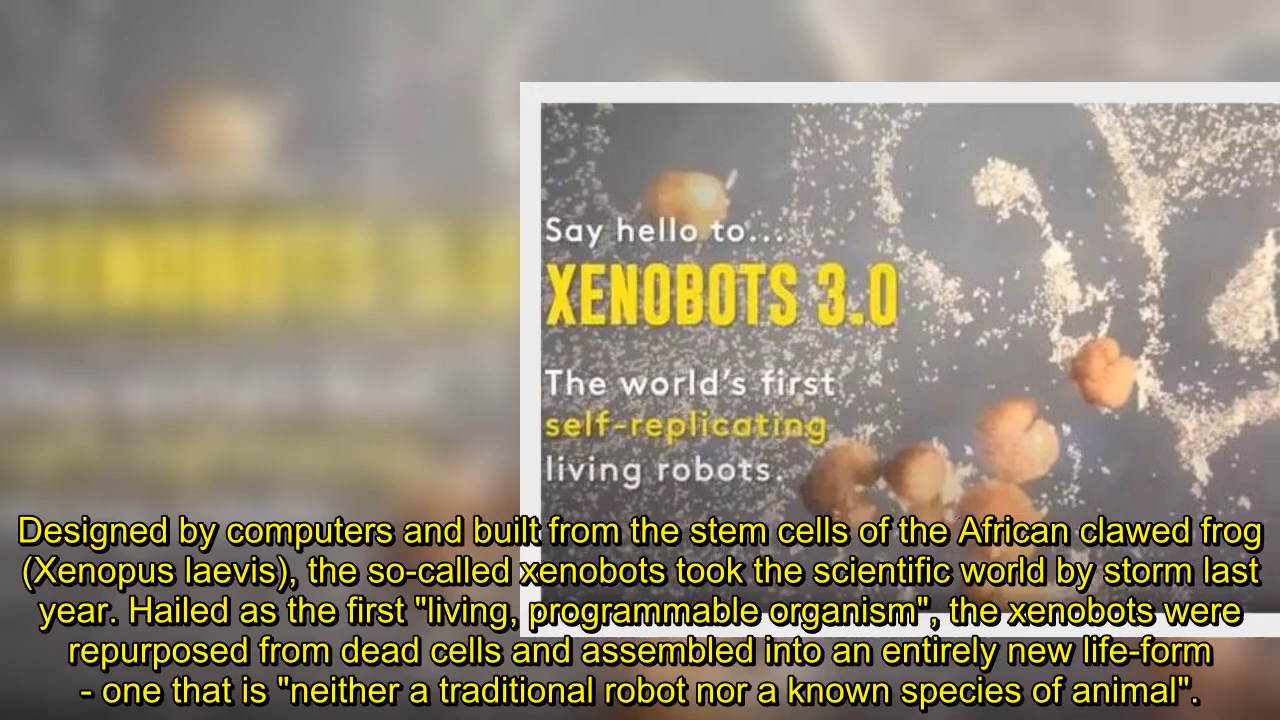 Say hello to...
XENOBOTS 3.0
The world's first
self-replicating
living robots.
Designed by computers and built from the stem cells of the African clawed frog
(Xenopus laevis), the so-called xenobots took the scientific world by storm last
year. Hailed as the first "living, programmable organism", the xenobots were
repurposed from dead cells and assembled into an entirely new life-form
- one that is "neither a traditional robot nor a known species of animal".